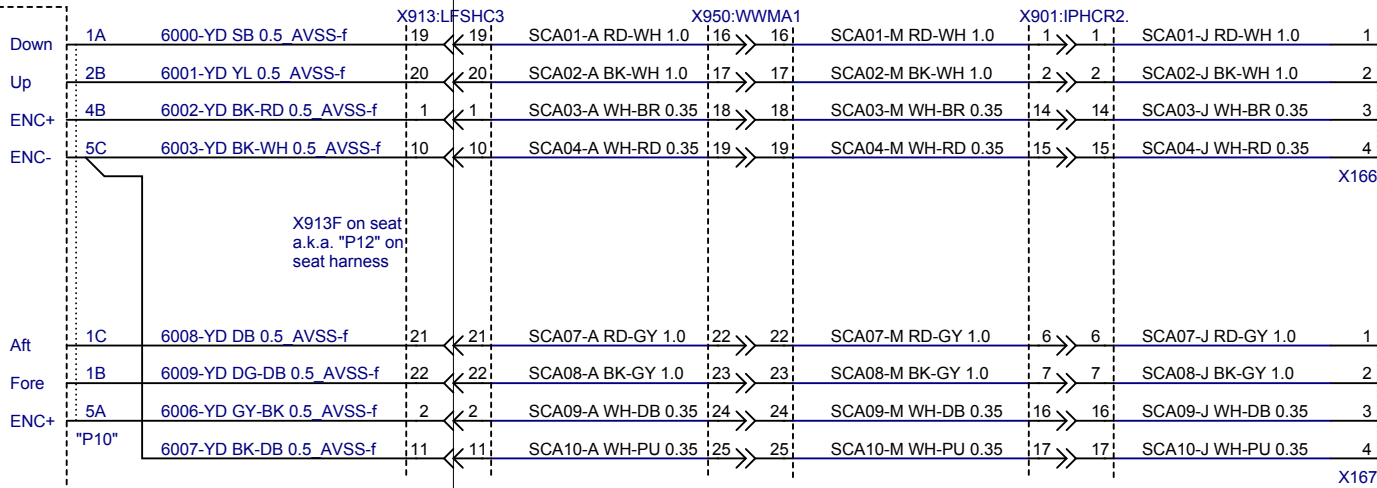 X913:LFSHC3 X950:WWMA1 X901:IPHCR2.
Down 1A 6000-YD SB 0.5_AVSS-f 19 19 SCA01-A RD-WH 1.0 16 16 SCA01-M RD-WH 1.0 1 1 SCA01-J RD-WH 1.0 1
Up 2B 6001-YD YL 0.5_AVSS-f 20 20 SCA02-A BK-WH 1.0 17 17 SCA02-M BK-WH 1.0 2 2 SCA02-J BK-WH 1.0 2
ENC+ 4B 6002-YD BK-RD 0.5_AVSS-f 1 1 SCA03-A WH-BR 0.35 18 18 SCA03-M WH-BR 0.35 14 14 SCA03-J WH-BR 0.35 3
ENC- 5C 6003-YD BK-WH 0.5_AVSS-f 10 10 SCA04-A WH-RD 0.35 19 19 SCA04-M WH-RD 0.35 15 15 SCA04-J WH-RD 0.35 4
X166
X913F on seat
a.k.a. "P12" on
seat harness
Aft 1C 6008-YD DB 0.5_AVSS-f 21 21 SCA07-A RD-GY 1.0 22 22 SCA07-M RD-GY 1.0 6 6 SCA07-J RD-GY 1.0 1
Fore 1B 6009-YD DG-DB 0.5_AVSS-f 22 22 SCA08-A BK-GY 1.0 23 23 SCA08-M BK-GY 1.0 7 7 SCA08-J BK-GY 1.0 2
ENC+ 5A 6006-YD GY-BK 0.5_AVSS-f 2 2 SCA09-A WH-DB 0.35 24 24 SCA09-M WH-DB 0.35 16 16 SCA09-J WH-DB 0.35 3
"P10" 6007-YD BK-DB 0.5_AVSS-f 11 11 SCA10-A WH-PU 0.35 25 25 SCA10-M WH-PU 0.35 17 17 SCA10-J WH-PU 0.35 4
X167